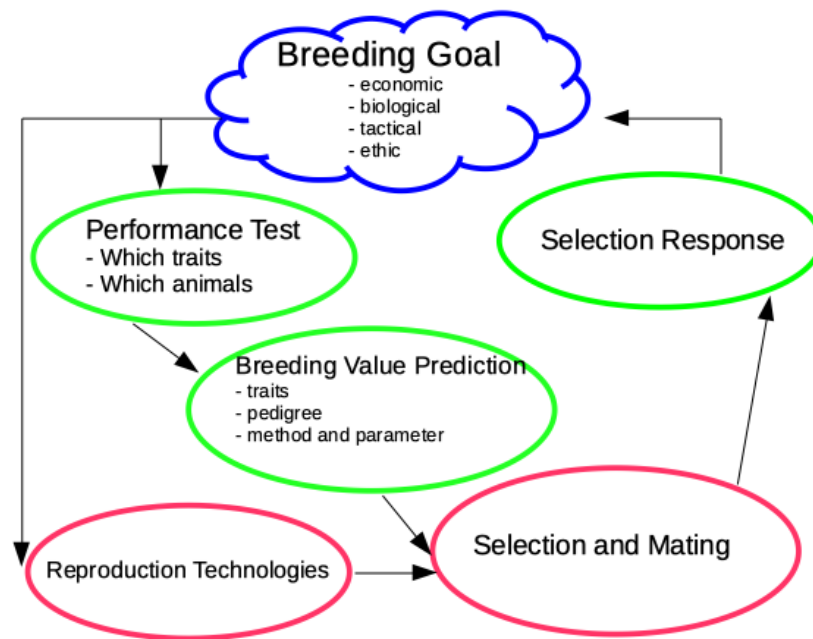 Breeding Goal
- economic
- biological
- tactical
- ethic
Performance Test
- Which traits
- Which animals
Selection Response
Breeding Value Prediction
- traits
- pedigree
- method and parameter
Selection and Mating
Reproduction Technologies